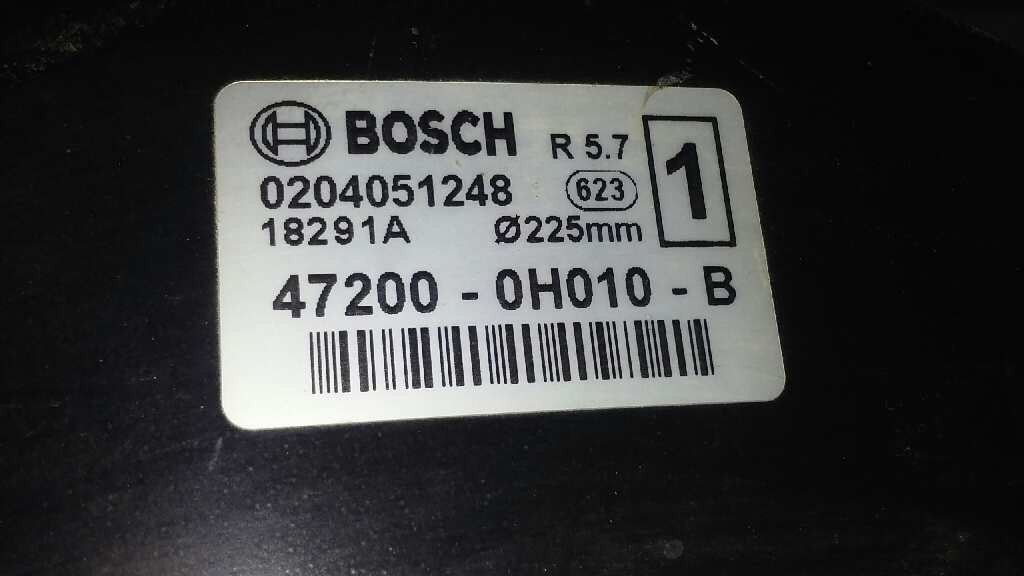 BOSCH R 5.7 1
0204051248 623
18291A Ø225mm
47200 - 0H010 - B